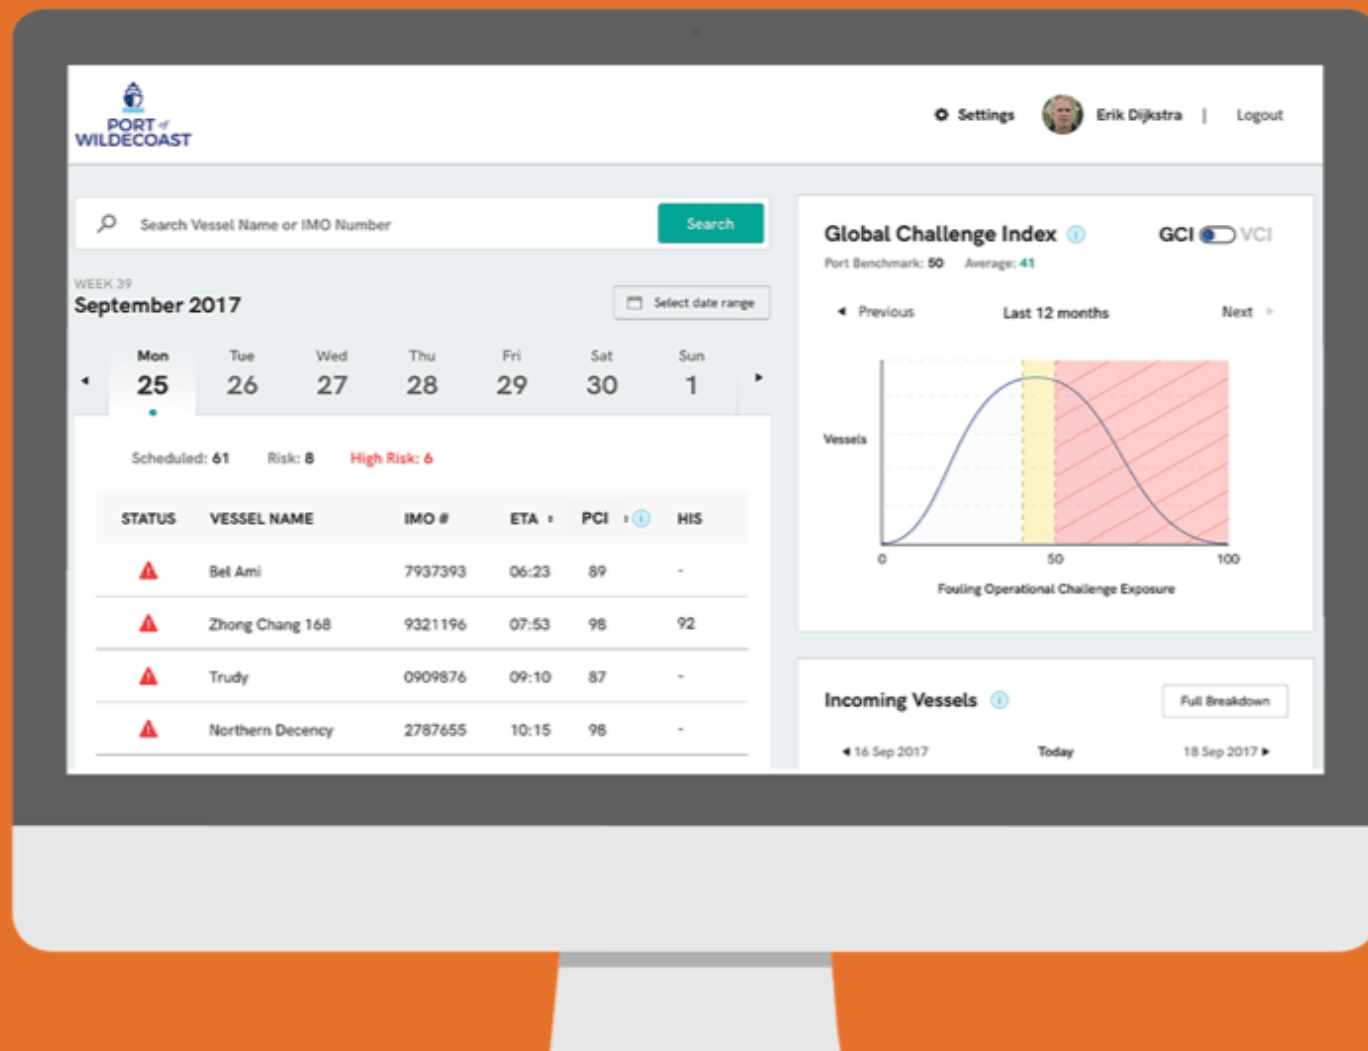 PORT of
WILDECOAST
Settings Erik Dijkstra | Logout
Search Vessel Name or IMO Number Search
WEEK 39
September 2017 Select date range
Mon Tue Wed Thu Fri Sat Sun
25 26 27 28 29 30 1
Scheduled: 61 Risk: 8 High Risk: 6
STATUS VESSEL NAME IMO # ETA PCI HIS
Bel Ami 7937393 06:23 89 -
Zhong Chang 168 9321196 07:53 98 92
Trudy 0909876 09:10 87 -
Northern Decency 2787655 10:15 98 -
Global Challenge Index GCI VCI
Port Benchmark: 50 Average: 41
Previous Last 12 months Next
Vessels
0 50 100
Fouling Operational Challenge Exposure
Incoming Vessels Full Breakdown
16 Sep 2017 Today 18 Sep 2017